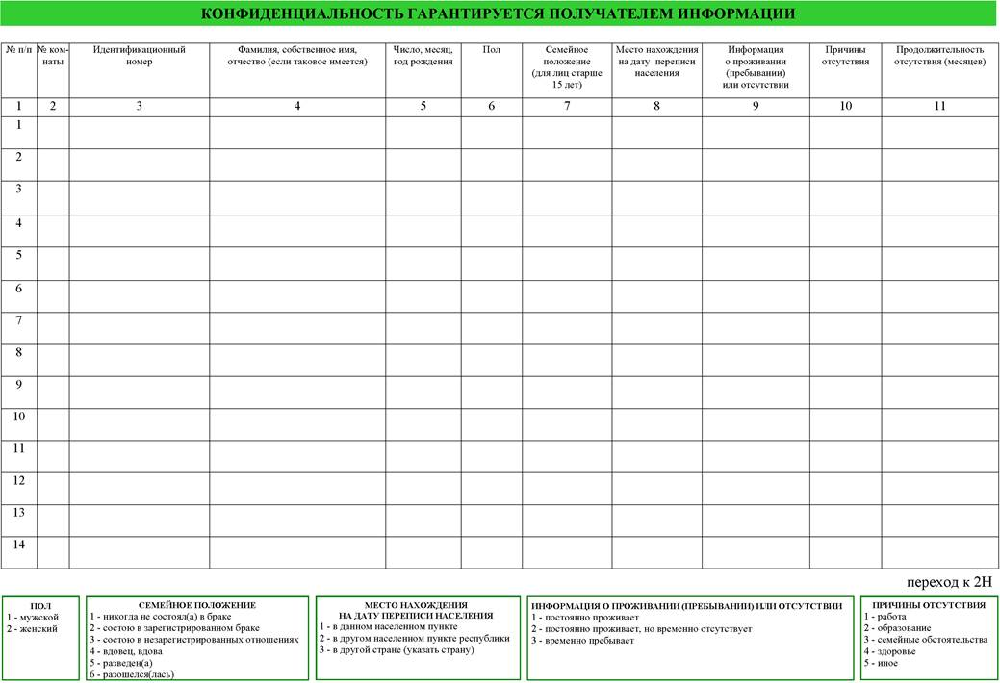 КОНФИДЕНЦИАЛЬНОСТЬ ГАРАНТИРУЕТСЯ ПОЛУЧАТЕЛЕМ ИНФОРМАЦИИ
№ п/п
№ ком-
наты
Идентификационный
номер
Фамилия, собственное имя,
отчество (если таковое имеется)
Число, месяц,
год рождения
Пол
Семейное
положение
(для лиц старше
15 лет)
Место нахождения
на дату переписи
населения
Информация
о проживании
(пребывании)
или отсутствии
Причины
отсутствия
Продолжительность
отсутствия (месяцев)
1 2 3 4 5 6 7 8 9 10 11
1
2
3
4
5
6
7
8
9
10
11
12
13
14
переход к 2Н
ПОЛ
1 - мужской
2 - женский
СЕМЕЙНОЕ ПОЛОЖЕНИЕ
1 - никогда не состоял(а) в браке
2 - состою в зарегистрированном браке
3 - состою в незарегистрированных отношениях
4 - вдовец, вдова
5 - разведен(а)
6 - разошелся(лась)
МЕСТО НАХОЖДЕНИЯ
НА ДАТУ ПЕРЕПИСИ НАСЕЛЕНИЯ
1 - в данном населенном пункте
2 - в другом населенном пункте республики
3 - в другой стране (указать страну)
ИНФОРМАЦИЯ О ПРОЖИВАНИИ (ПРЕБЫВАНИИ) ИЛИ ОТСУТСТВИИ
1 - постоянно проживает
2 - постоянно проживает, но временно отсутствует
3 - временно пребывает
ПРИЧИНЫ ОТСУТСТВИЯ
1 - работа
2 - образование
3 - семейные обстоятельства
4 - здоровье
5 - иное